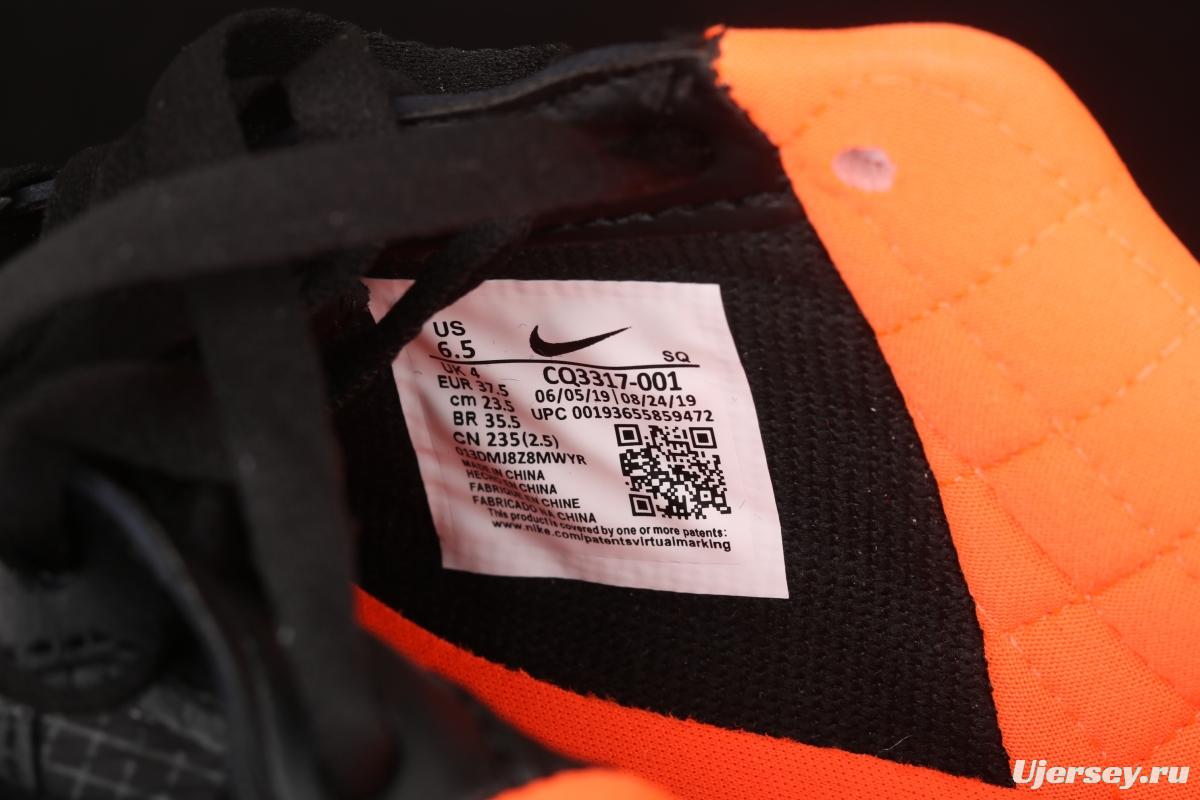 US
6.5
SQ
UK 4
EUR 37.5
cm 23.5
BR 35.5
CN 235(2.5)
CQ3317-001
06/05/19|08/24/19
UPC 00193655859472
013DMJ8Z8MWYR
MADE IN CHINA
HECHO EN CHINA
FABRIQUE EN CHINE
FABRICADO NA CHINA
This product is covered by one or more patents:
www.nike.com/patentsvirtualmarking
Ujersey.ru